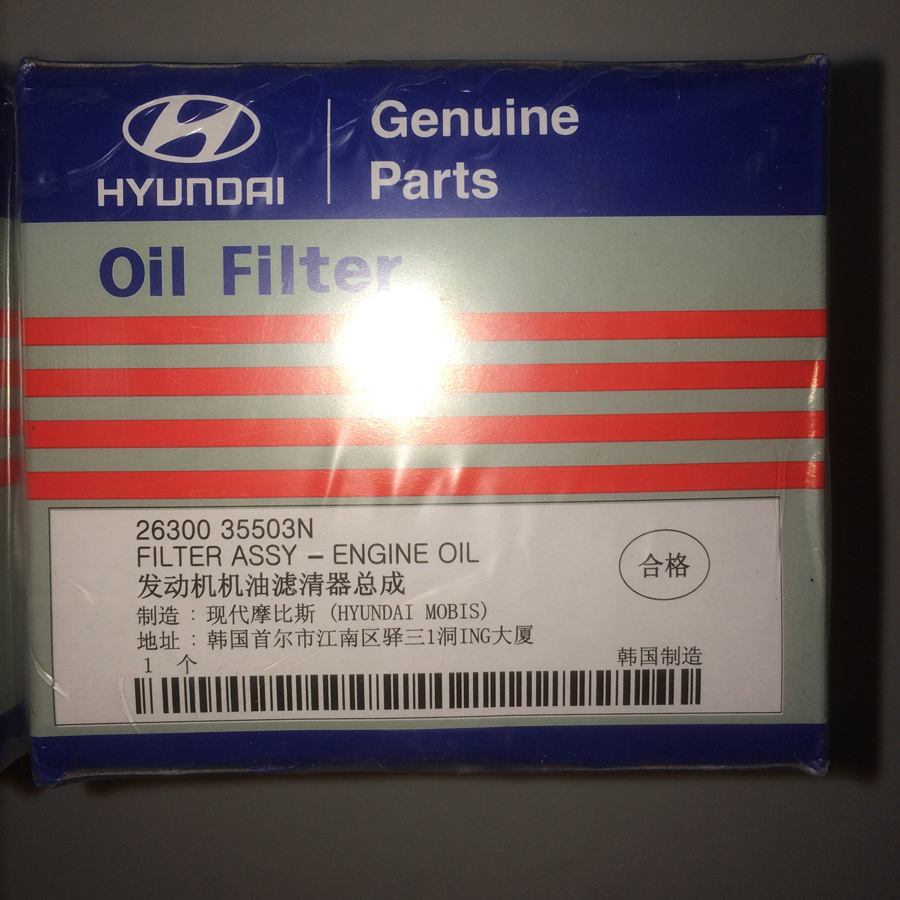 HYUNDAI
Genuine
Parts
Oil Filter
26300 35503N
FILTER ASSY – ENGINE OIL
发动机机油滤清器总成
合格
制造：现代摩比斯 (HYUNDAI MOBIS)
地址：韩国首尔市江南区驿三1洞ING大厦
1 个
韩国制造